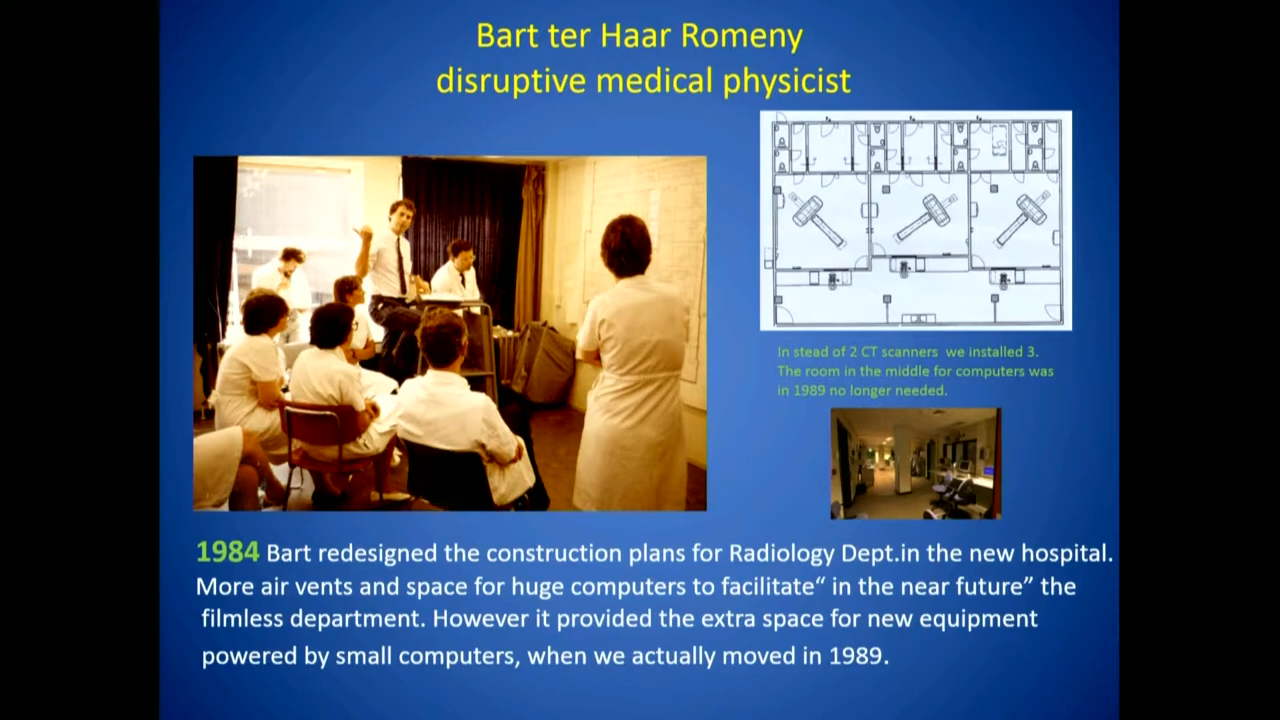 Bart ter Haar Romeny
disruptive medical physicist
In stead of 2 CT scanners we installed 3.
The room in the middle for computers was
in 1989 no longer needed.
1984 Bart redesigned the construction plans for Radiology Dept.in the new hospital.
More air vents and space for huge computers to facilitate“ in the near future” the
filmless department. However it provided the extra space for new equipment
powered by small computers, when we actually moved in 1989.